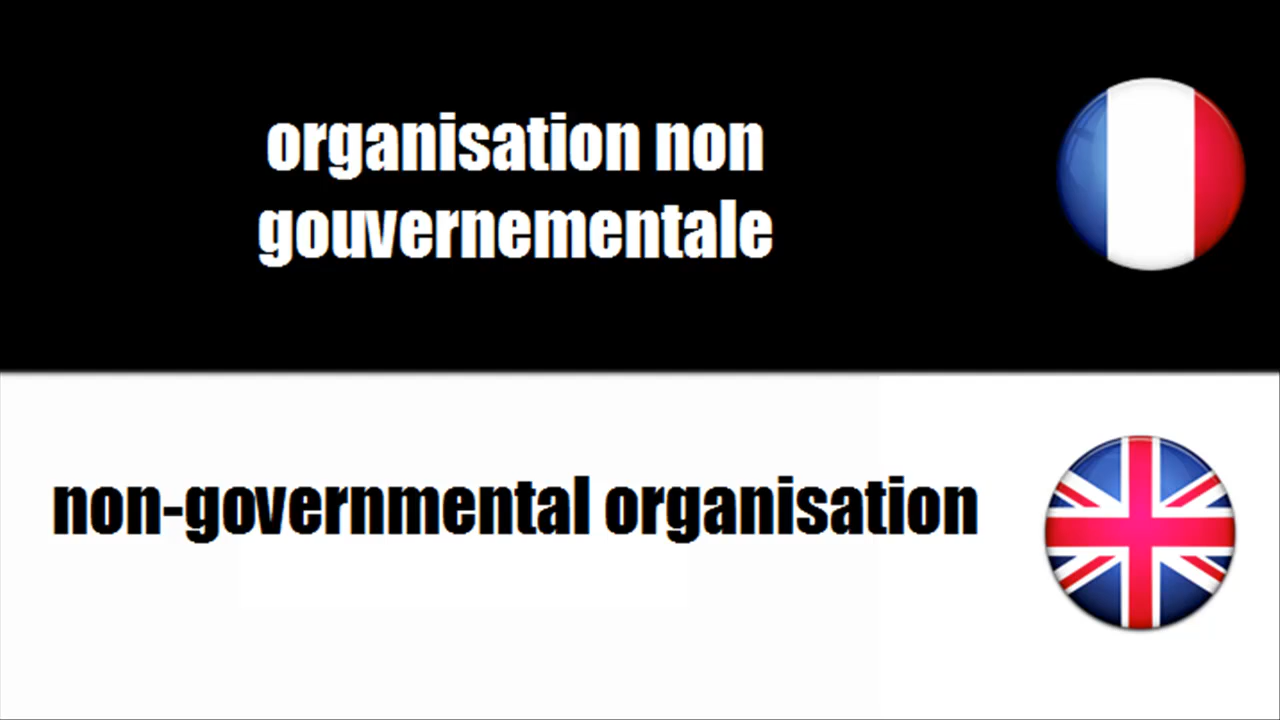 organisation non
gouvernementale
non-governmental organisation